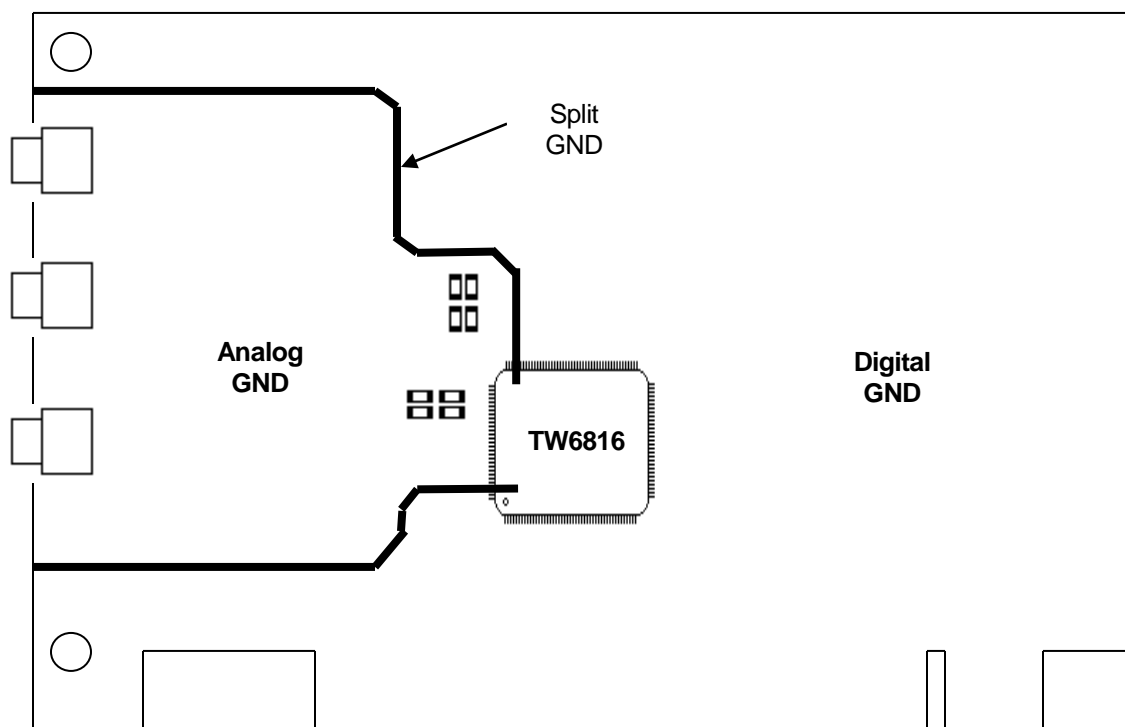 Split
GND
Analog
GND
Digital
GND
TW6816